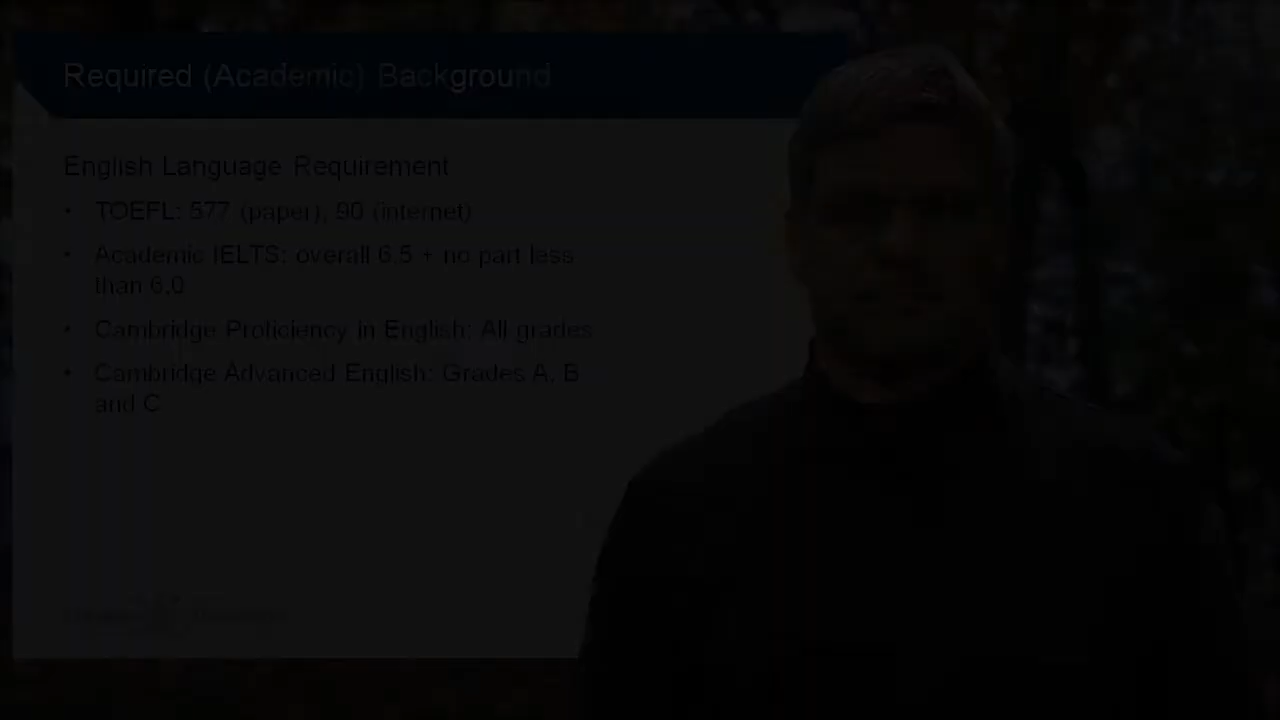 Required (Academic) Background
English Language Requirement
• TOEFL: 577 (paper), 90 (internet)
• Academic IELTS: overall 6.5 + no part less
than 6.0
• Cambridge Proficiency in English: All grades
• Cambridge Advanced English: Grades A, B
and C